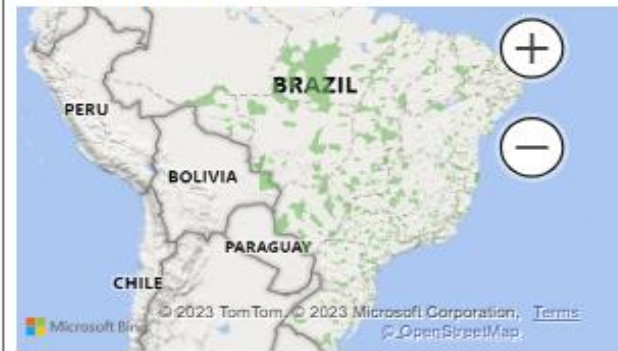 BRAZIL
PERU
BOLIVIA
PARAGUAY
CHILE
© 2023 TomTom, © 2023 Microsoft Corporation, Terms
Microsoft Bing
© OpenStreetMap